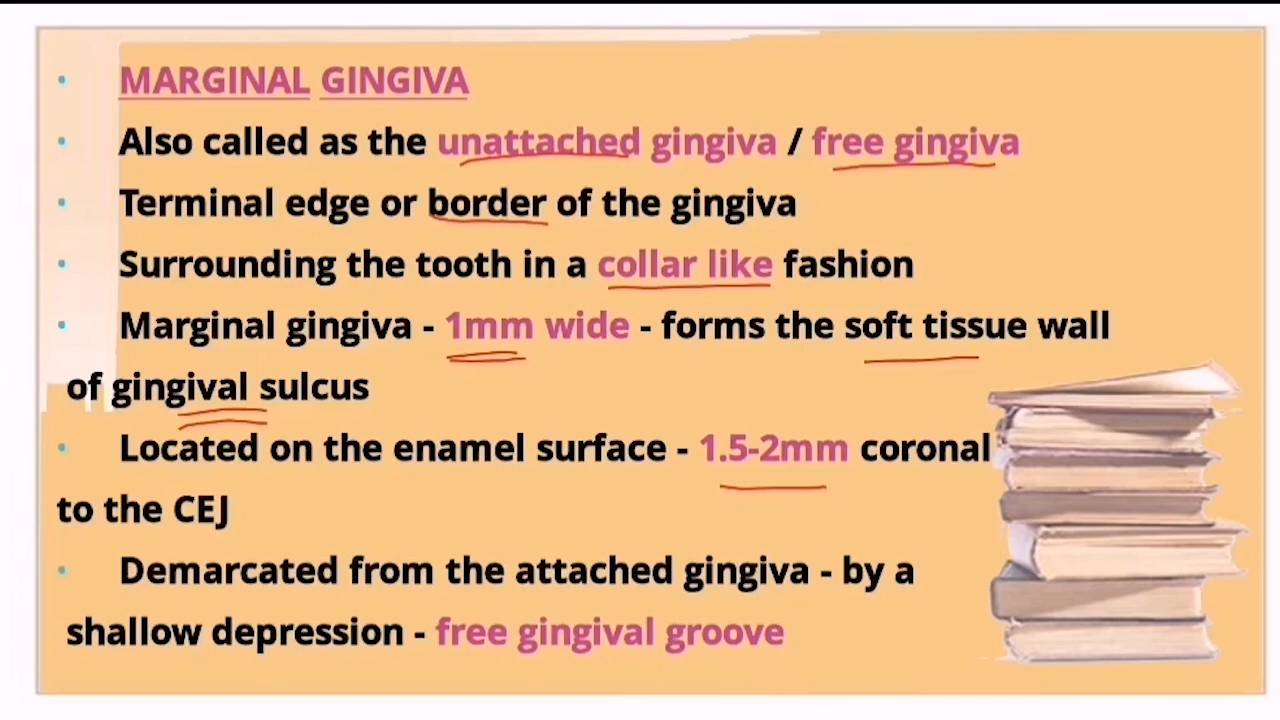 • MARGINAL GINGIVA
• Also called as the unattached gingiva / free gingiva
• Terminal edge or border of the gingiva
• Surrounding the tooth in a collar like fashion
• Marginal gingiva - 1mm wide - forms the soft tissue wall
of gingival sulcus
• Located on the enamel surface - 1.5-2mm coronal
to the CEJ
• Demarcated from the attached gingiva - by a
shallow depression - free gingival groove